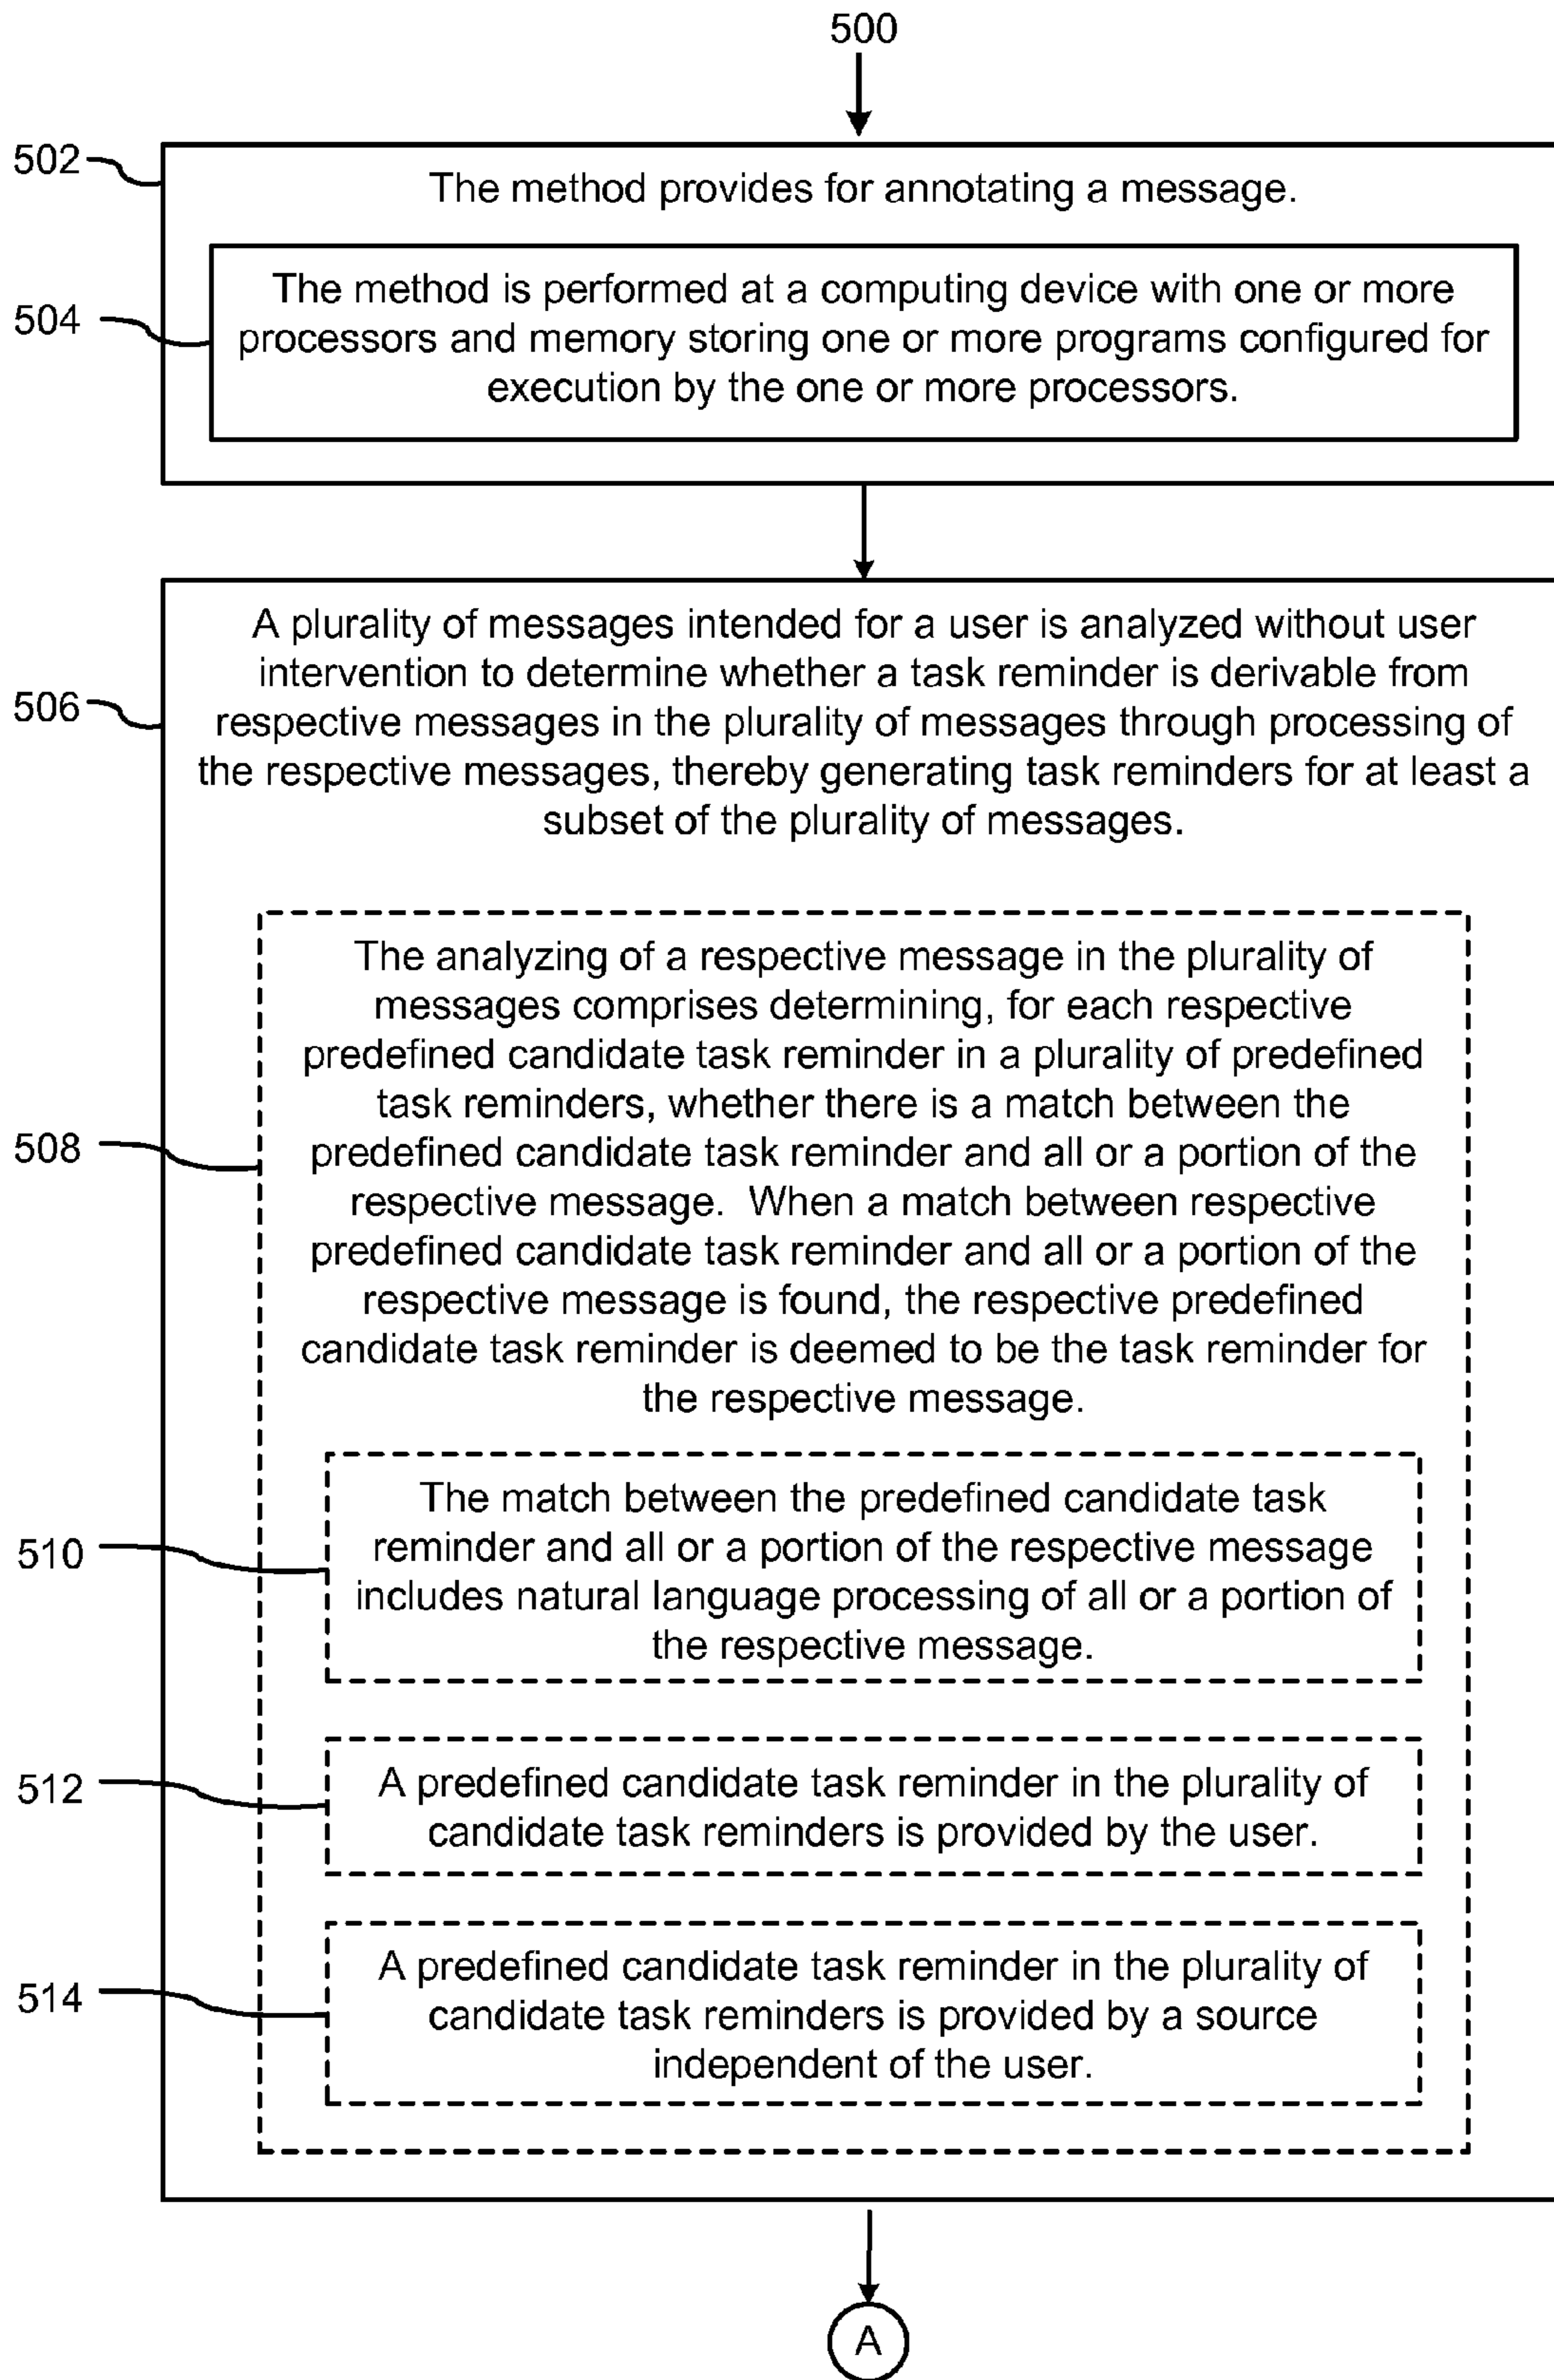 500
502
The method provides for annotating a message.
504
The method is performed at a computing device with one or more
processors and memory storing one or more programs configured for
execution by the one or more processors.
506
A plurality of messages intended for a user is analyzed without user
intervention to determine whether a task reminder is derivable from
respective messages in the plurality of messages through processing of
the respective messages, thereby generating task reminders for at least a
subset of the plurality of messages.
508
The analyzing of a respective message in the plurality of
messages comprises determining, for each respective
predefined candidate task reminder in a plurality of predefined
task reminders, whether there is a match between the
predefined candidate task reminder and all or a portion of the
respective message.  When a match between respective
predefined candidate task reminder and all or a portion of the
respective message is found, the respective predefined
candidate task reminder is deemed to be the task reminder for
the respective message.
510
The match between the predefined candidate task
reminder and all or a portion of the respective message
includes natural language processing of all or a portion of
the respective message.
512
A predefined candidate task reminder in the plurality of
candidate task reminders is provided by the user.
514
A predefined candidate task reminder in the plurality of
candidate task reminders is provided by a source
independent of the user.
A